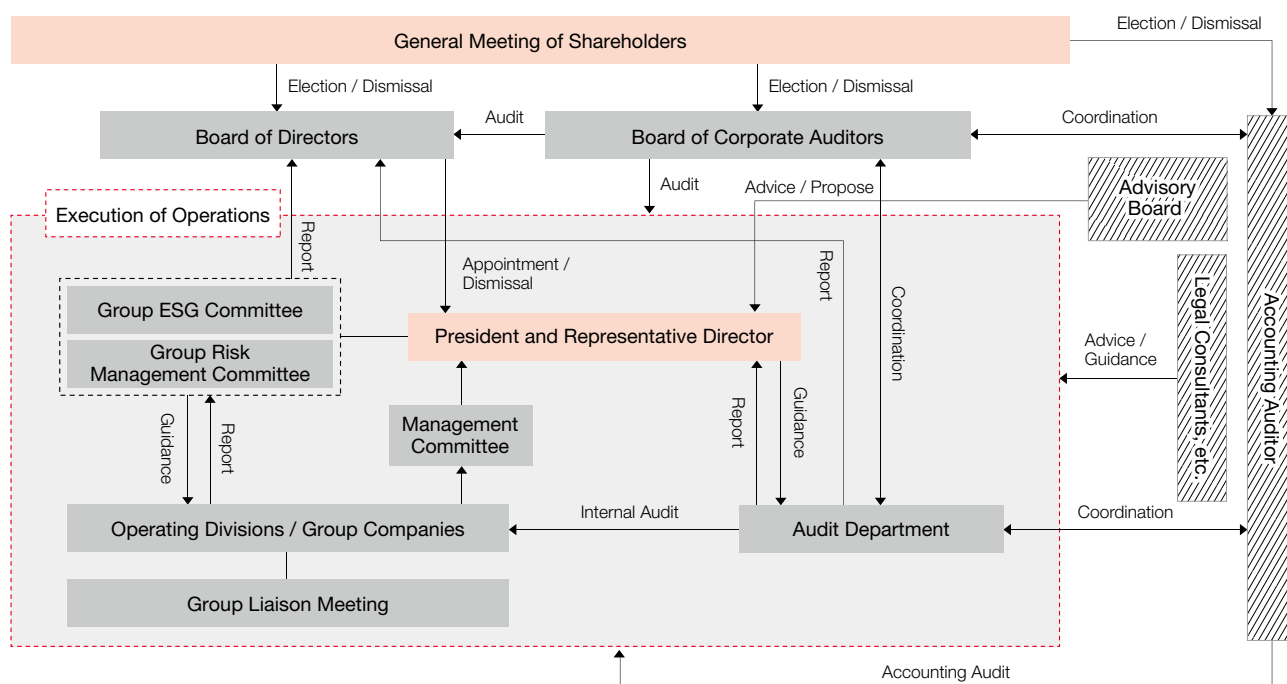 Election / Dismissal
General Meeting of Shareholders
Election / Dismissal
Election / Dismissal
Board of Directors
Audit
Board of Corporate Auditors
Coordination
Audit
Advice / Propose
Advisory
Board
Execution of Operations
Report
Appointment /
Dismissal
Report
Coordination
Group ESG Committee
Group Risk
Management Committee
President and Representative Director
Advice /
Guidance
Legal Consultants, etc.
Accounting Auditor
Guidance
Report
Management
Committee
Report
Guidance
Operating Divisions / Group Companies
Internal Audit
Audit Department
Coordination
Group Liaison Meeting
Accounting Audit